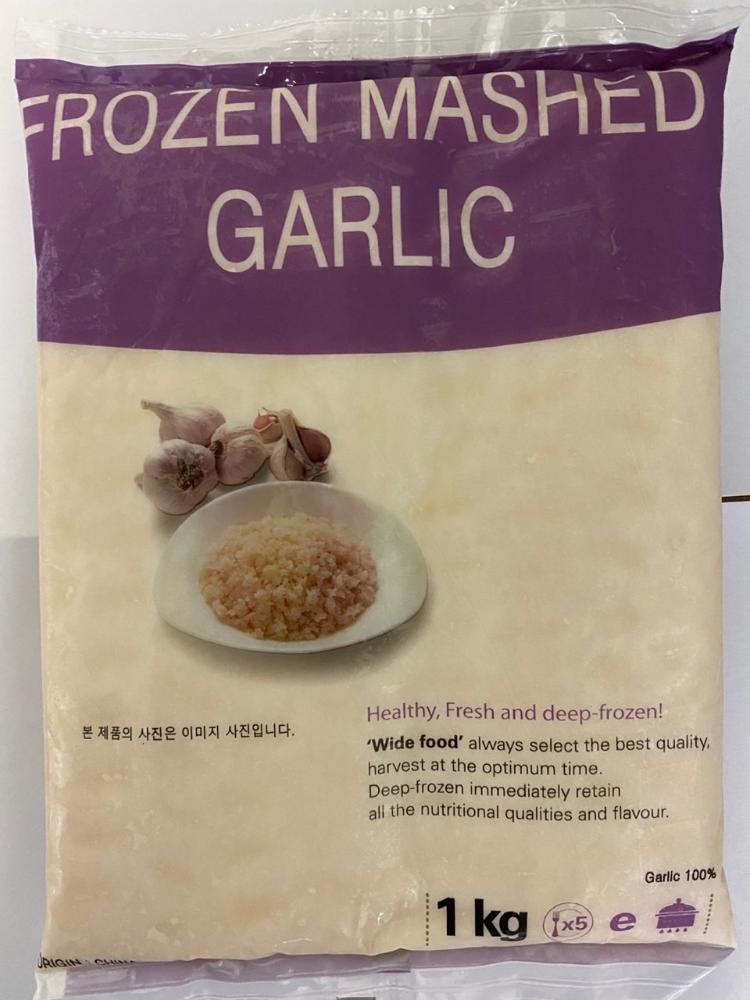 FROZEN MASHED
GARLIC
본 제품의 사진은 이미지 사진입니다.
Healthy, Fresh and deep-frozen!
'Wide food' always select the best quality,
harvest at the optimum time.
Deep-frozen immediately retain
all the nutritional qualities and flavour.
Garlic 100%
1 kg x5 e
ORIGIN : CHINA